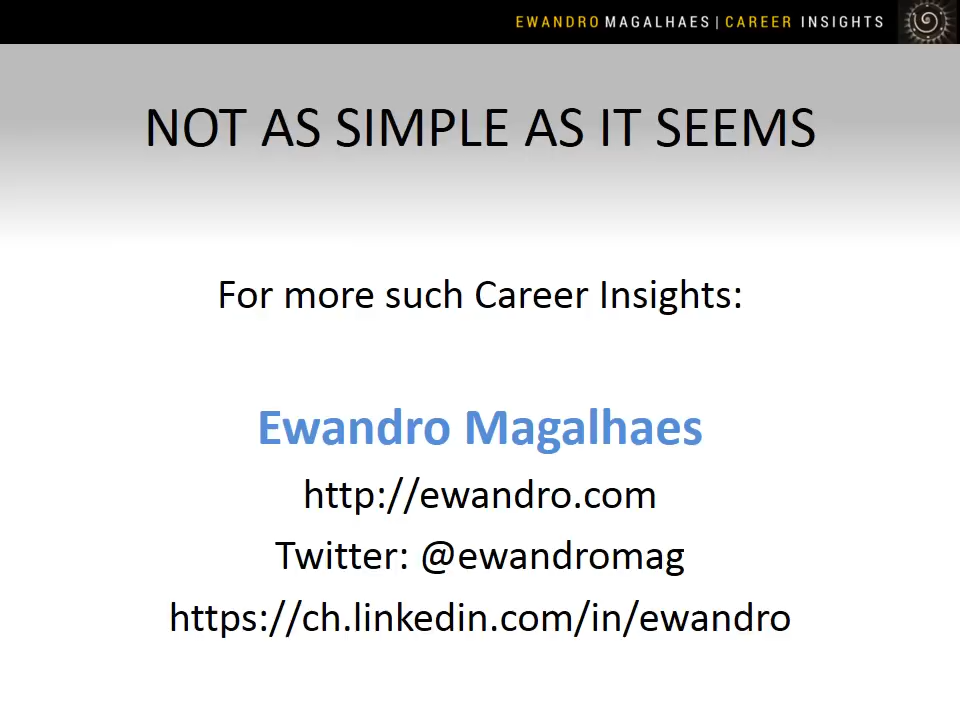 EWANDRO MAGALHAES | CAREER INSIGHTS
NOT AS SIMPLE AS IT SEEMS
For more such Career Insights:
Ewandro Magalhaes
http://ewandro.com
Twitter: @ewandromag
https://ch.linkedin.com/in/ewandro